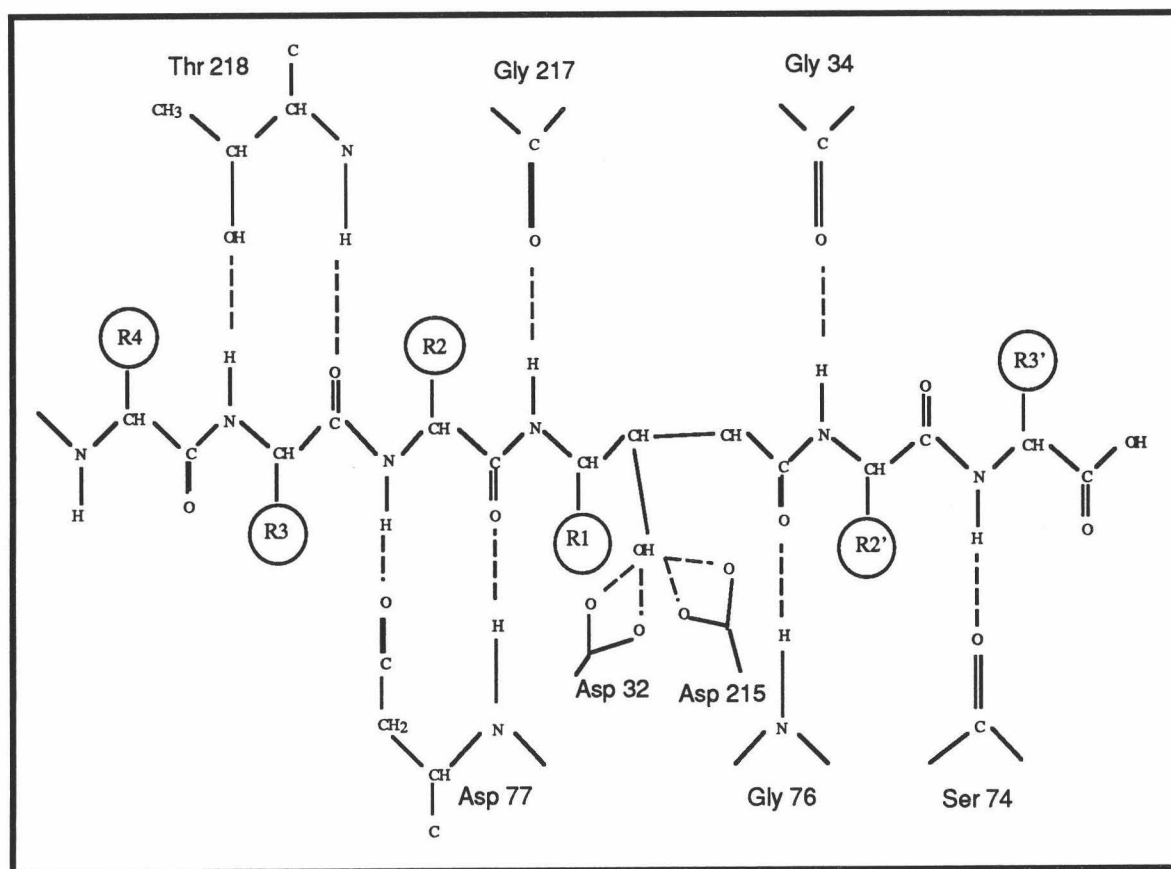 C
Thr 218 Gly 217 Gly 34
CH3 CH C C
CH N
OH H O O
R4 R2 R3'
H O H H O
CH N C CH N CH CH N C CH OH
N C CH N C CH C CH N C
H O R3 H O R1 O R2' H O
OH
O O
O H O O H O
C Asp 32 Asp 215 C
CH2 N N
CH Asp 77 Gly 76 Ser 74
C